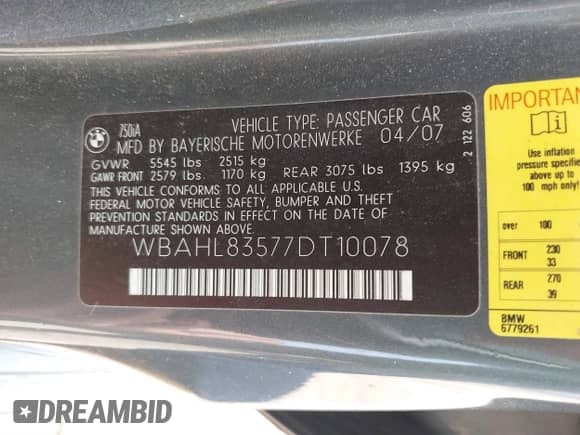 BMW
750iA
VEHICLE TYPE: PASSENGER CAR
MFD BY BAYERISCHE MOTORENWERKE 04/07
GVWR 5545 lbs 2515 kg
GAWR FRONT 2579 lbs 1170 kg REAR 3075 lbs 1395 kg
THIS VEHICLE CONFORMS TO ALL APPLICABLE U.S.
FEDERAL MOTOR VEHICLE SAFETY, BUMPER AND THEFT
PREVENTION STANDARDS IN EFFECT ON THE DATE OF
MANUFACTURE SHOWN ABOVE.
WBAHL83577DT10078
2 122 606
IMPORTAN
Use inflation
pressure specifie
above up to
100 mph only!
over 100
FRONT 230
33
REAR 270
39
BMW
6779261
DREAMBID